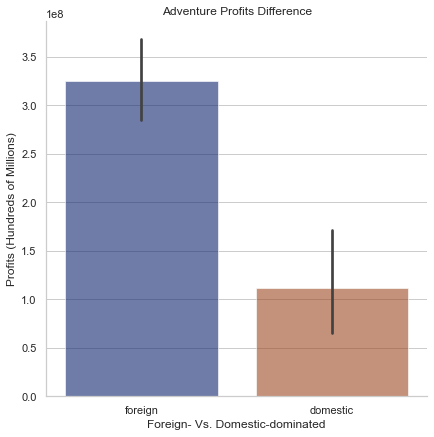 Adventure Profits Difference
1e8
3.5
3.0
2.5
2.0
1.5
1.0
0.5
0.0
Profits (Hundreds of Millions)
foreign
domestic
Foreign- Vs. Domestic-dominated